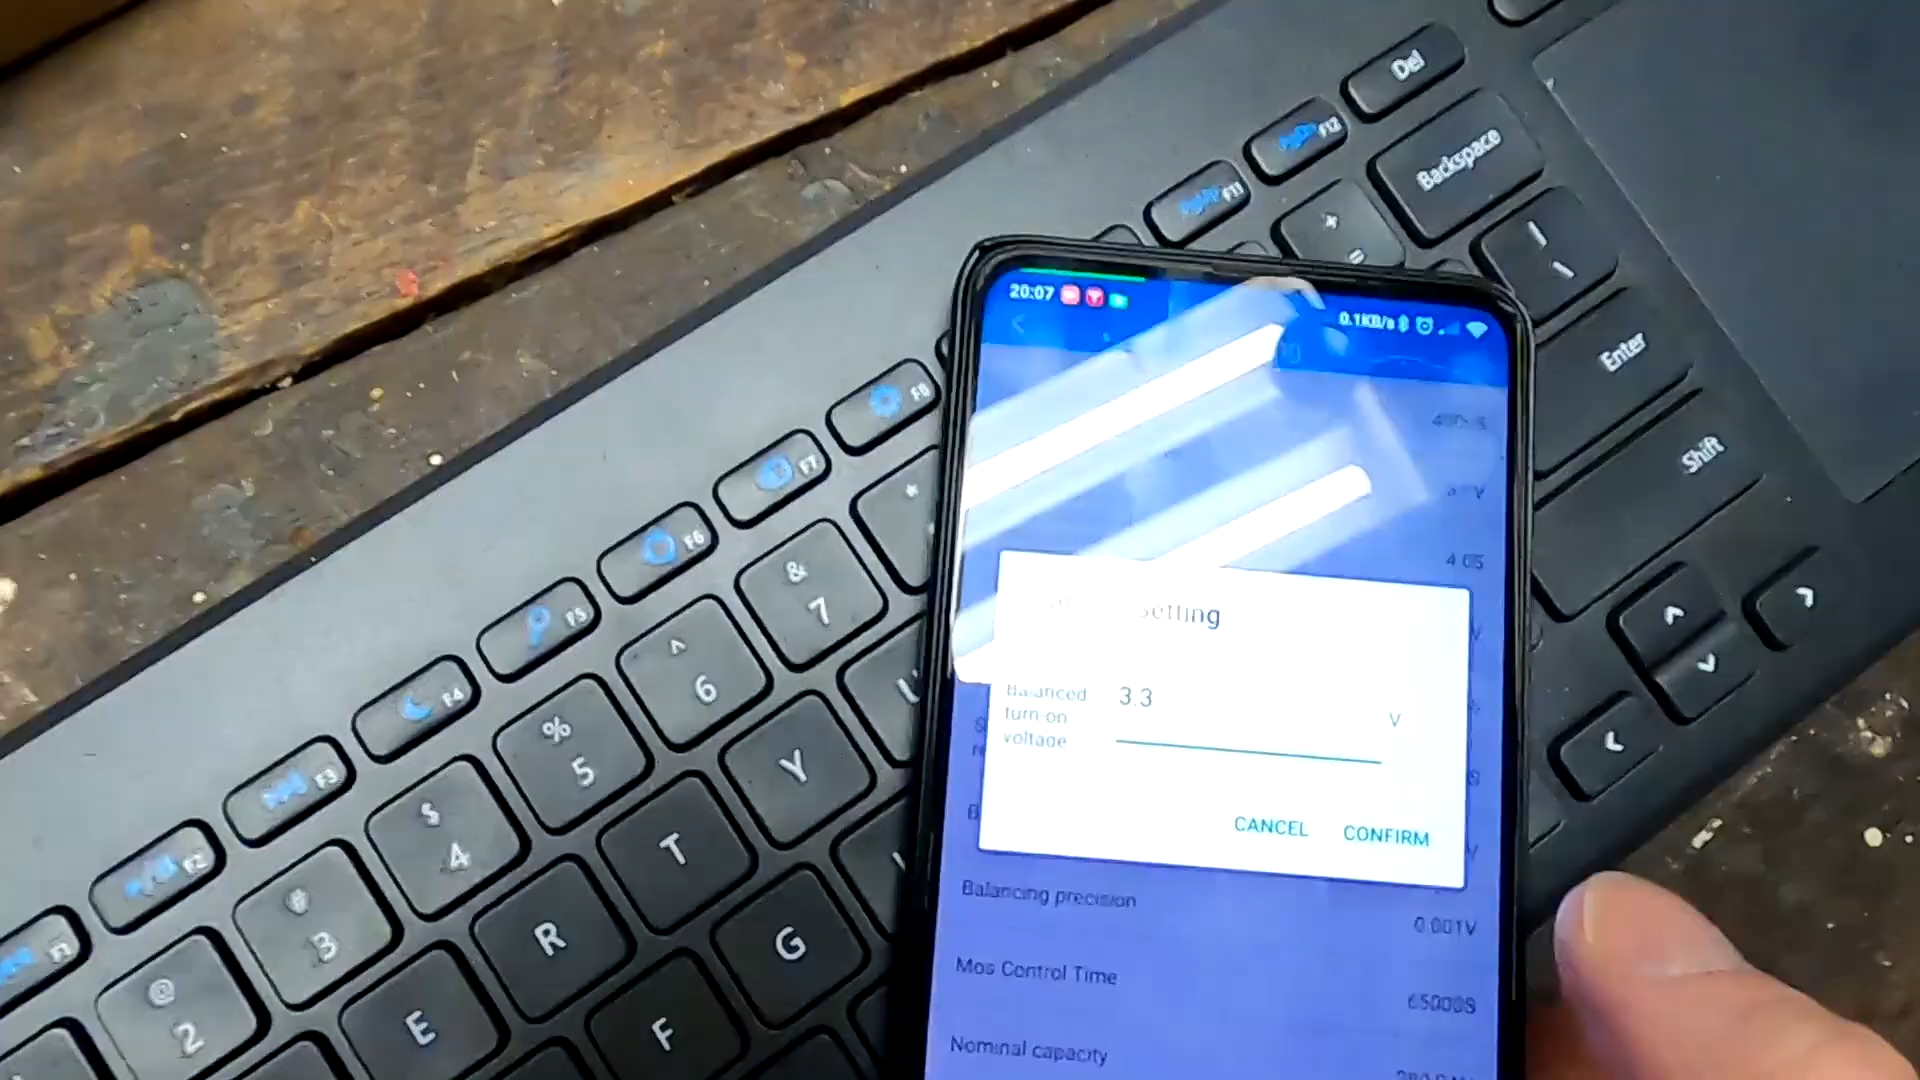 Del
F12
Backspace
F11
+
=
|
\
Enter
Shift
F8
*
F7
&
7
F6
^
6
F5
%
5
Y
F4
$
4
T
G
F3
#
3
R
F
F2
@
2
E
F1
20:07
0.1KB/s
Setting
Balanced
turn-on
voltage
3.3
V
CANCEL
CONFIRM
Balancing precision
0.001V
Mos Control Time
65000S
Nominal capacity